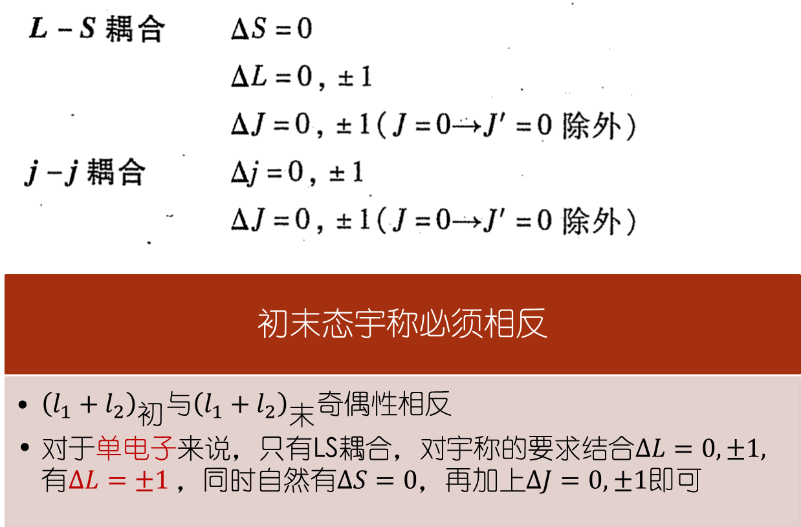 L-S 耦合 ΔS=0
ΔL=0, ±1
ΔJ=0, ±1(J=0→J′=0 除外)
j-j 耦合 Δj=0, ±1
ΔJ=0, ±1(J=0→J′=0 除外)
初末态宇称必须相反
• (l₁ + l₂)初与(l₁ + l₂)末奇偶性相反
• 对于单电子来说，只有LS耦合，对宇称的要求结合ΔL = 0, ±1,
有ΔL = ±1，同时自然有ΔS = 0，再加上ΔJ = 0, ±1即可